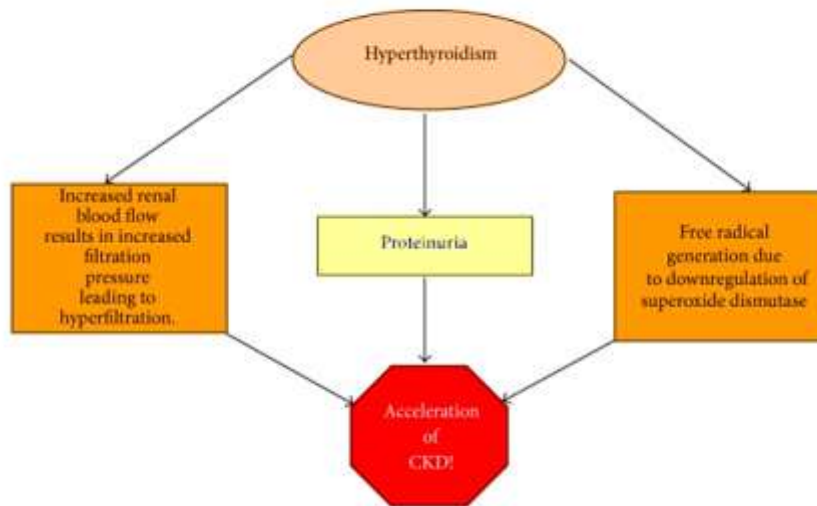 Hyperthyroidism
Increased renal
blood flow
results in increased
filtration
pressure
leading to
hyperfiltration.
Proteinuria
Free radical
generation due
to downregulation of
superoxide dismutase
Acceleration
of
CKD!